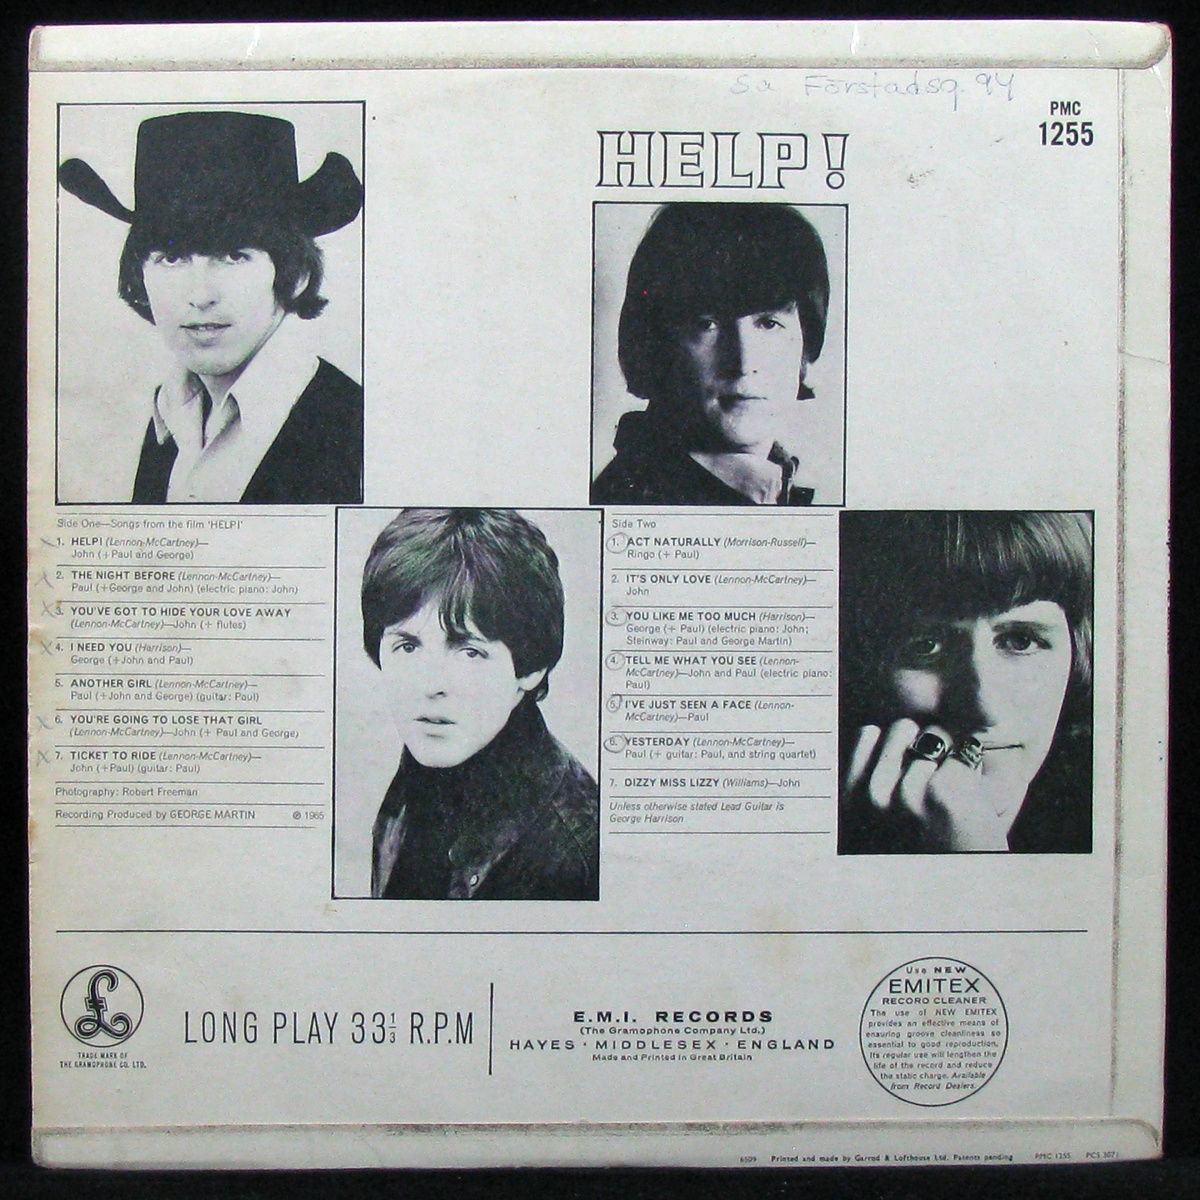 Sa Förstadsg. 94
PMC
1255
HELP!
Side One—Songs from the film 'HELP!'
1. HELP! (Lennon-McCartney)—
John (+ Paul and George)
2. THE NIGHT BEFORE (Lennon-McCartney)—
Paul (+George and John) (electric piano: John)
3. YOU'VE GOT TO HIDE YOUR LOVE AWAY
(Lennon-McCartney)—John (+ flutes)
4. I NEED YOU (Harrison)—
George (+John and Paul)
5. ANOTHER GIRL (Lennon-McCartney)—
Paul (+John and George) (guitar: Paul)
6. YOU'RE GOING TO LOSE THAT GIRL
(Lennon-McCartney)—John (+ Paul and George)
7. TICKET TO RIDE (Lennon-McCartney)—
John (+Paul) (guitar: Paul)
Photography: Robert Freeman
Recording Produced by GEORGE MARTIN ℗ 1965
Side Two
1. ACT NATURALLY (Morrison-Russell)—
Ringo (+ Paul)
2. IT'S ONLY LOVE (Lennon-McCartney)—
John
3. YOU LIKE ME TOO MUCH (Harrison)—
George (+ Paul) (electric piano: John;
Steinway: Paul and George Martin)
4. TELL ME WHAT YOU SEE (Lennon-
McCartney)—John and Paul (electric piano:
Paul)
5. I'VE JUST SEEN A FACE (Lennon-
McCartney)—Paul
6. YESTERDAY (Lennon-McCartney)—
Paul (+ guitar: Paul, and string quartet)
7. DIZZY MISS LIZZY (Williams)—John
Unless otherwise stated Lead Guitar is
George Harrison
£
TRADE MARK OF
THE GRAMOPHONE CO. LTD.
LONG PLAY 33⅓ R.P.M
E.M.I. RECORDS
(The Gramophone Company Ltd.)
HAYES · MIDDLESEX · ENGLAND
Made and Printed in Great Britain
Use NEW
EMITEX
RECORD CLEANER
The use of NEW EMITEX
provides an effective means of
ensuring groove cleanliness so
essential to good reproduction.
Its regular use will lengthen the
life of the record and reduce
the static charge. Available
from Record Dealers.
6509 Printed and made by Garrod & Lofthouse Ltd. Patents pending PMC 1255 PCS 3071